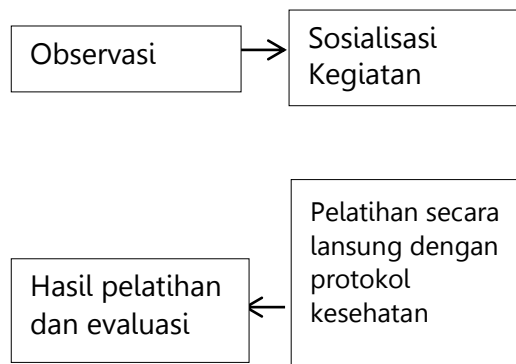 Observasi
Sosialisasi
Kegiatan
Pelatihan secara
lansung dengan
protokol
kesehatan
Hasil pelatihan
dan evaluasi